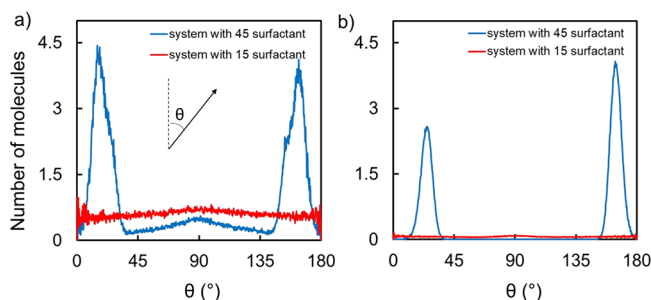 a)
system with 45 surfactant
system with 15 surfactant
Number of molecules
4.5
3
1.5
0
θ
0 45 90 135 180
θ (°)
b)
system with 45 surfactant
system with 15 surfactant
4.5
3
1.5
0
0 45 90 135 180
θ (°)